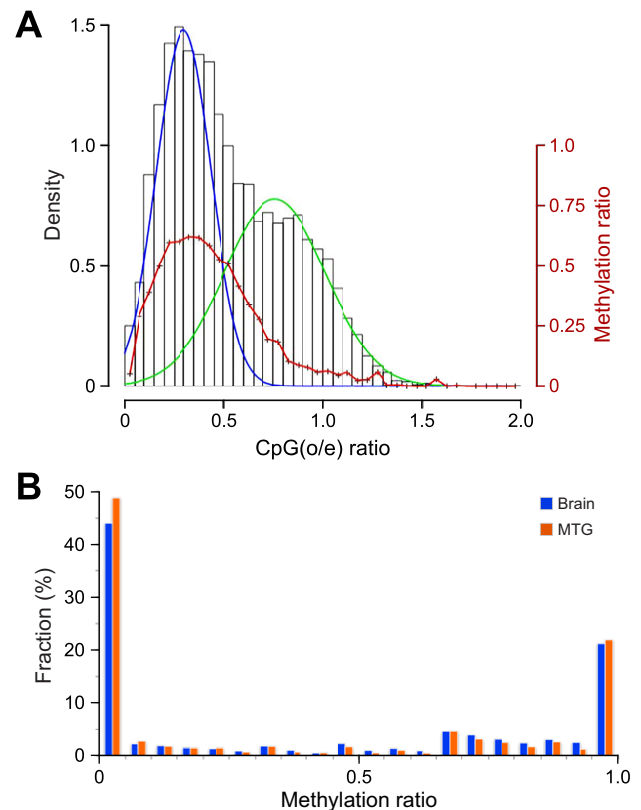 A
1.5
1.0
0.5
0
Density
1.0
0.75
0.5
0.25
0
Methylation ratio
0 0.5 1.0 1.5 2.0
CpG(o/e) ratio
B
50
40
30
20
10
0
Fraction (%)
Brain
MTG
0 0.5 1.0
Methylation ratio